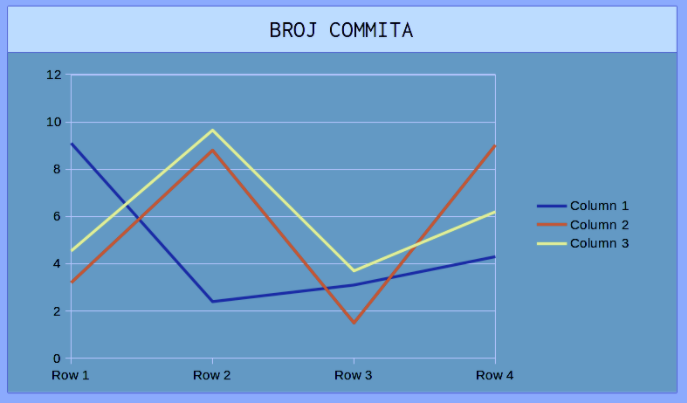 BROJ COMMITA
12
10
8
6
4
2
0
Row 1 Row 2 Row 3 Row 4
Column 1
Column 2
Column 3